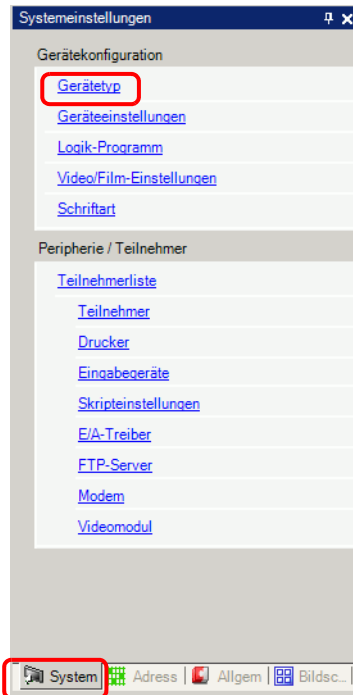 Systemeinstellungen
Gerätekonfiguration
Gerätetyp
Geräteeinstellungen
Logik-Programm
Video/Film-Einstellungen
Schriftart
Peripherie / Teilnehmer
Teilnehmerliste
Teilnehmer
Drucker
Eingabegeräte
Skripteinstellungen
E/A-Treiber
FTP-Server
Modem
Videomodul
System Adress Allgem Bildsc...